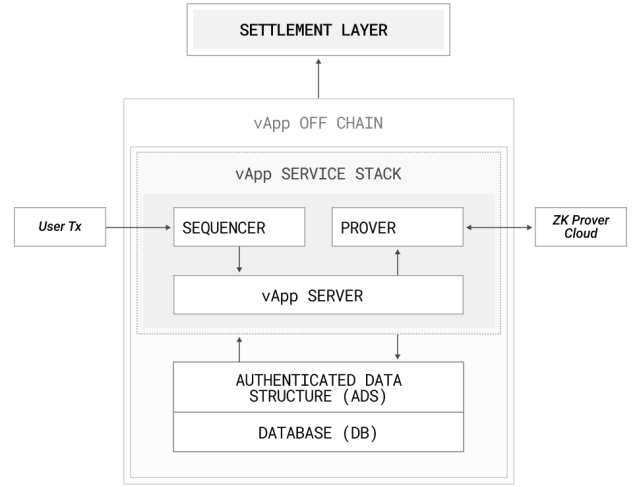 SETTLEMENT LAYER
vApp OFF CHAIN
vApp SERVICE STACK
User Tx
SEQUENCER
PROVER
ZK Prover
Cloud
vApp SERVER
AUTHENTICATED DATA
STRUCTURE (ADS)
DATABASE (DB)